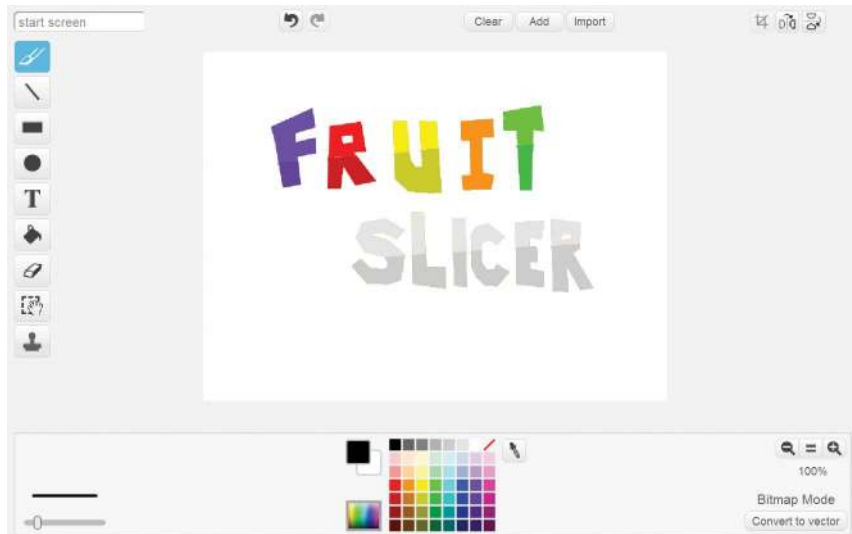 start screen
Clear Add Import
FRUIT
SLICER
T
100%
Bitmap Mode
Convert to vector